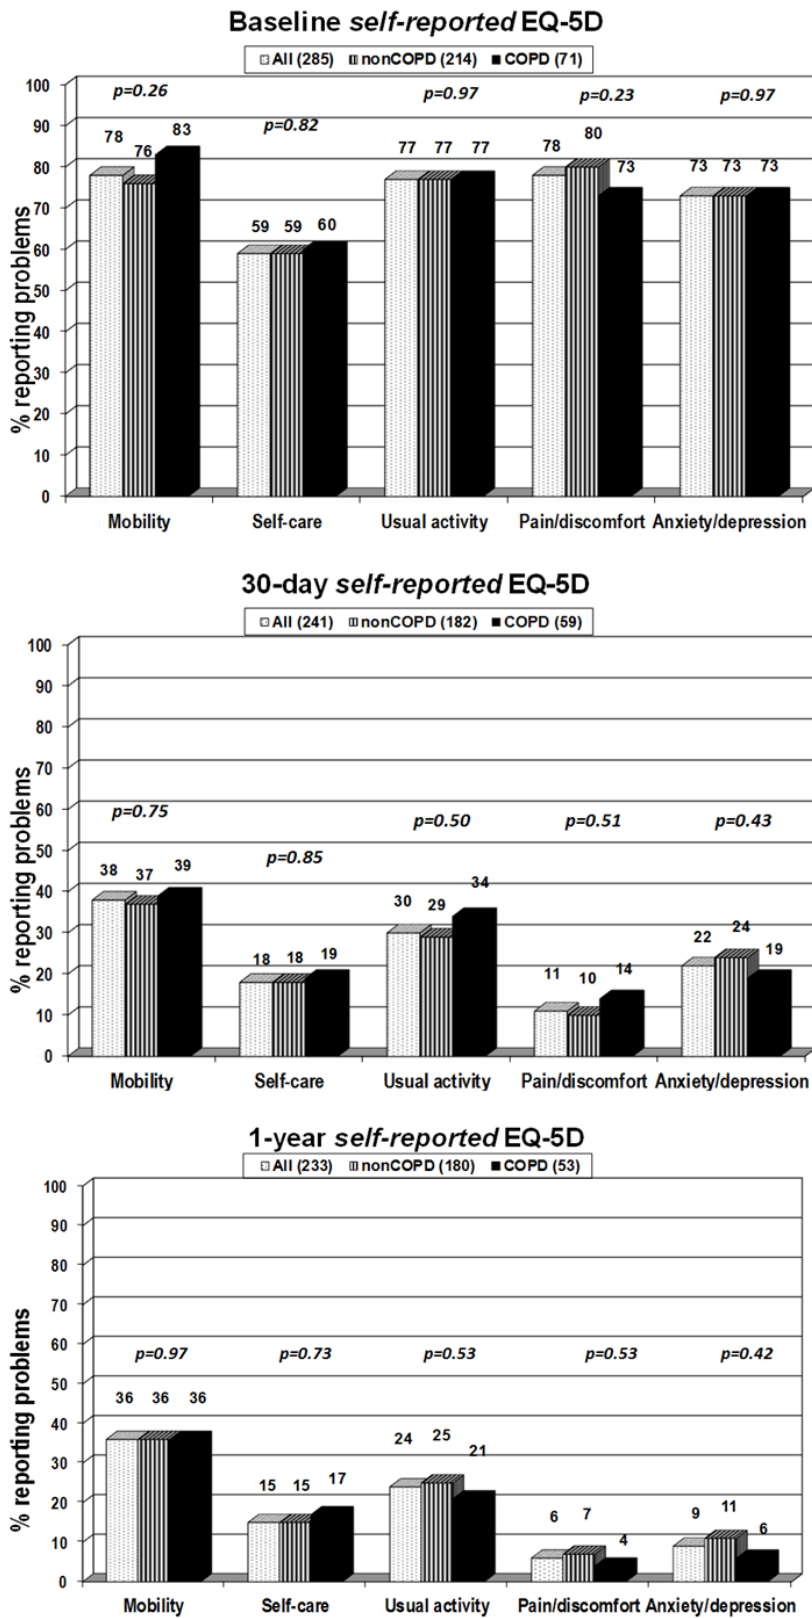 Baseline self-reported EQ-5D
All (285) nonCOPD (214) COPD (71)
% reporting problems
100
90
80
70
60
50
40
30
20
10
0
p=0.26 p=0.82 p=0.97 p=0.23 p=0.97
78 76 83 59 59 60 77 77 77 78 80 73 73 73 73
Mobility Self-care Usual activity Pain/discomfort Anxiety/depression
30-day self-reported EQ-5D
All (241) nonCOPD (182) COPD (59)
% reporting problems
100
90
80
70
60
50
40
30
20
10
0
p=0.75 p=0.85 p=0.50 p=0.51 p=0.43
38 37 39 18 18 19 30 29 34 11 10 14 22 24 19
Mobility Self-care Usual activity Pain/discomfort Anxiety/depression
1-year self-reported EQ-5D
All (233) nonCOPD (180) COPD (53)
% reporting problems
100
90
80
70
60
50
40
30
20
10
0
p=0.97 p=0.73 p=0.53 p=0.53 p=0.42
36 36 36 15 15 17 24 25 21 6 7 4 9 11 6
Mobility Self-care Usual activity Pain/discomfort Anxiety/depression